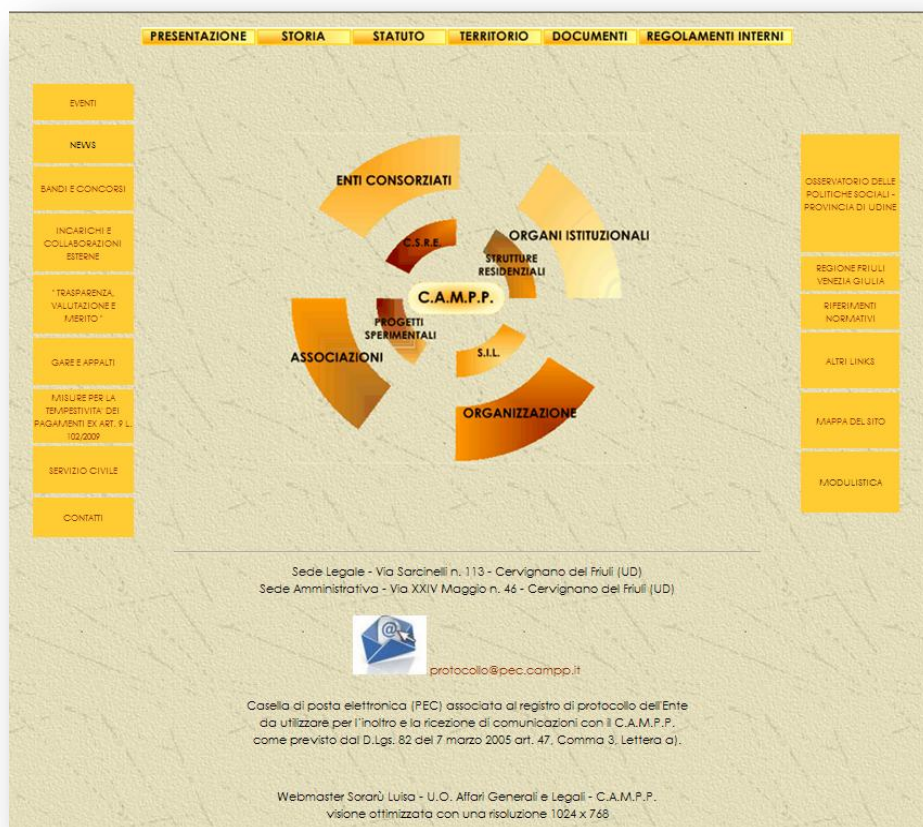 PRESENTAZIONE STORIA STATUTO TERRITORIO DOCUMENTI REGOLAMENTI INTERNI
EVENTI
NEWS
BANDI E CONCORSI
INCARICHI E
COLLABORAZIONI
ESTERNE
" TRASPARENZA,
VALUTAZIONE E
MERITO "
GARE E APPALTI
MISURE PER LA
TEMPESTIVITA' DEI
PAGAMENTI EX ART. 9 L.
102/2009
SERVIZIO CIVILE
CONTATTI
ENTI CONSORZIATI
C.S.R.E.
ORGANI ISTITUZIONALI
STRUTTURE
RESIDENZIALI
C.A.M.P.P.
PROGETTI
SPERIMENTALI
ASSOCIAZIONI
S.I.L.
ORGANIZZAZIONE
OSSERVATORIO DELLE
POLITICHE SOCIALI -
PROVINCIA DI UDINE
REGIONE FRIULI
VENEZIA GIULIA
RIFERIMENTI
NORMATIVI
ALTRI LINKS
MAPPA DEL SITO
MODULISTICA
Sede Legale - Via Sarcinelli n. 113 - Cervignano del Friuli (UD)
Sede Amministrativa - Via XXIV Maggio n. 46 - Cervignano del Friuli (UD)
@ protocollo@pec.campp.it
Casella di posta elettronica (PEC) associata al registro di protocollo dell'Ente
da utilizzare per l'inoltro e la ricezione di comunicazioni con il C.A.M.P.P.
come previsto dal D.Lgs. 82 del 7 marzo 2005 art. 47, Comma 3, Lettera a).
Webmaster Sorarù Luisa - U.O. Affari Generali e Legali - C.A.M.P.P.
visione ottimizzata con una risoluzione 1024 x 768